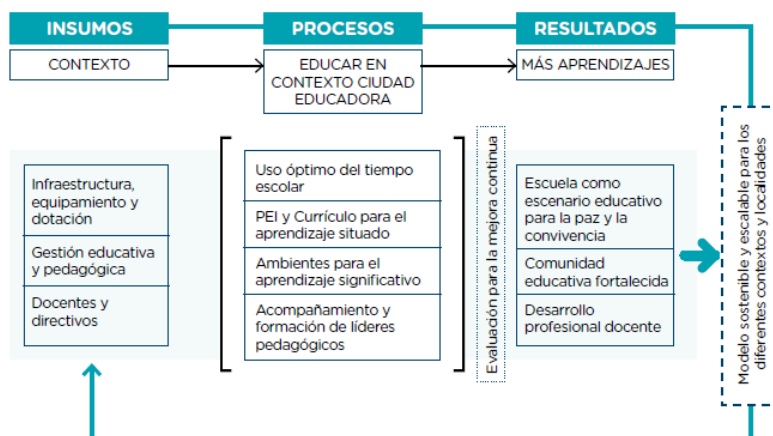 INSUMOS
PROCESOS
RESULTADOS
CONTEXTO
EDUCAR EN
CONTEXTO CIUDAD
EDUCADORA
MÁS APRENDIZAJES
Infraestructura,
equipamiento y
dotación
Gestión educativa
y pedagógica
Docentes y
directivos
Uso óptimo del tiempo
escolar
PEI y Currículo para el
aprendizaje situado
Ambientes para el
aprendizaje significativo
Acompañamiento y
formación de líderes
pedagógicos
Evaluación para la mejora continua
Escuela como
escenario educativo
para la paz y la
convivencia
Comunidad
educativa fortalecida
Desarrollo
profesional docente
Modelo sostenible y escalable para los
diferentes contextos y localidades